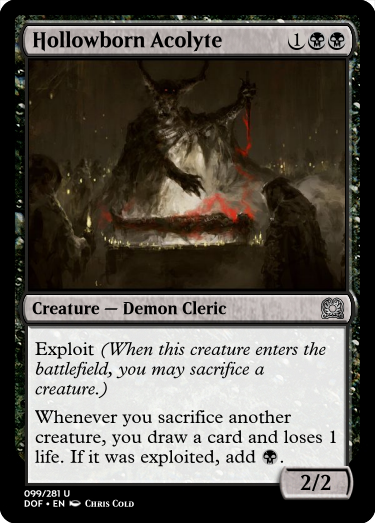 Hollowborn Acolyte 1
Creature — Demon Cleric
Exploit (When this creature enters the
battlefield, you may sacrifice a
creature.)
Whenever you sacrifice another
creature, you draw a card and loses 1
life. If it was exploited, add .
2/2
099/281 U
DOF • EN Chris Cold